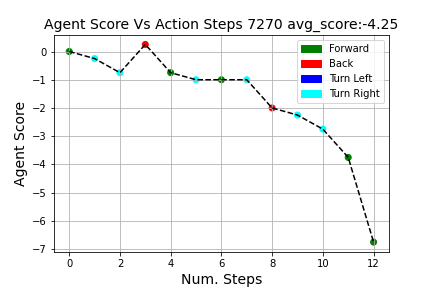 Agent Score Vs Action Steps 7270 avg_score:-4.25
Forward
Back
Turn Left
Turn Right
Agent Score
0
−1
−2
−3
−4
−5
−6
−7
0 2 4 6 8 10 12
Num. Steps